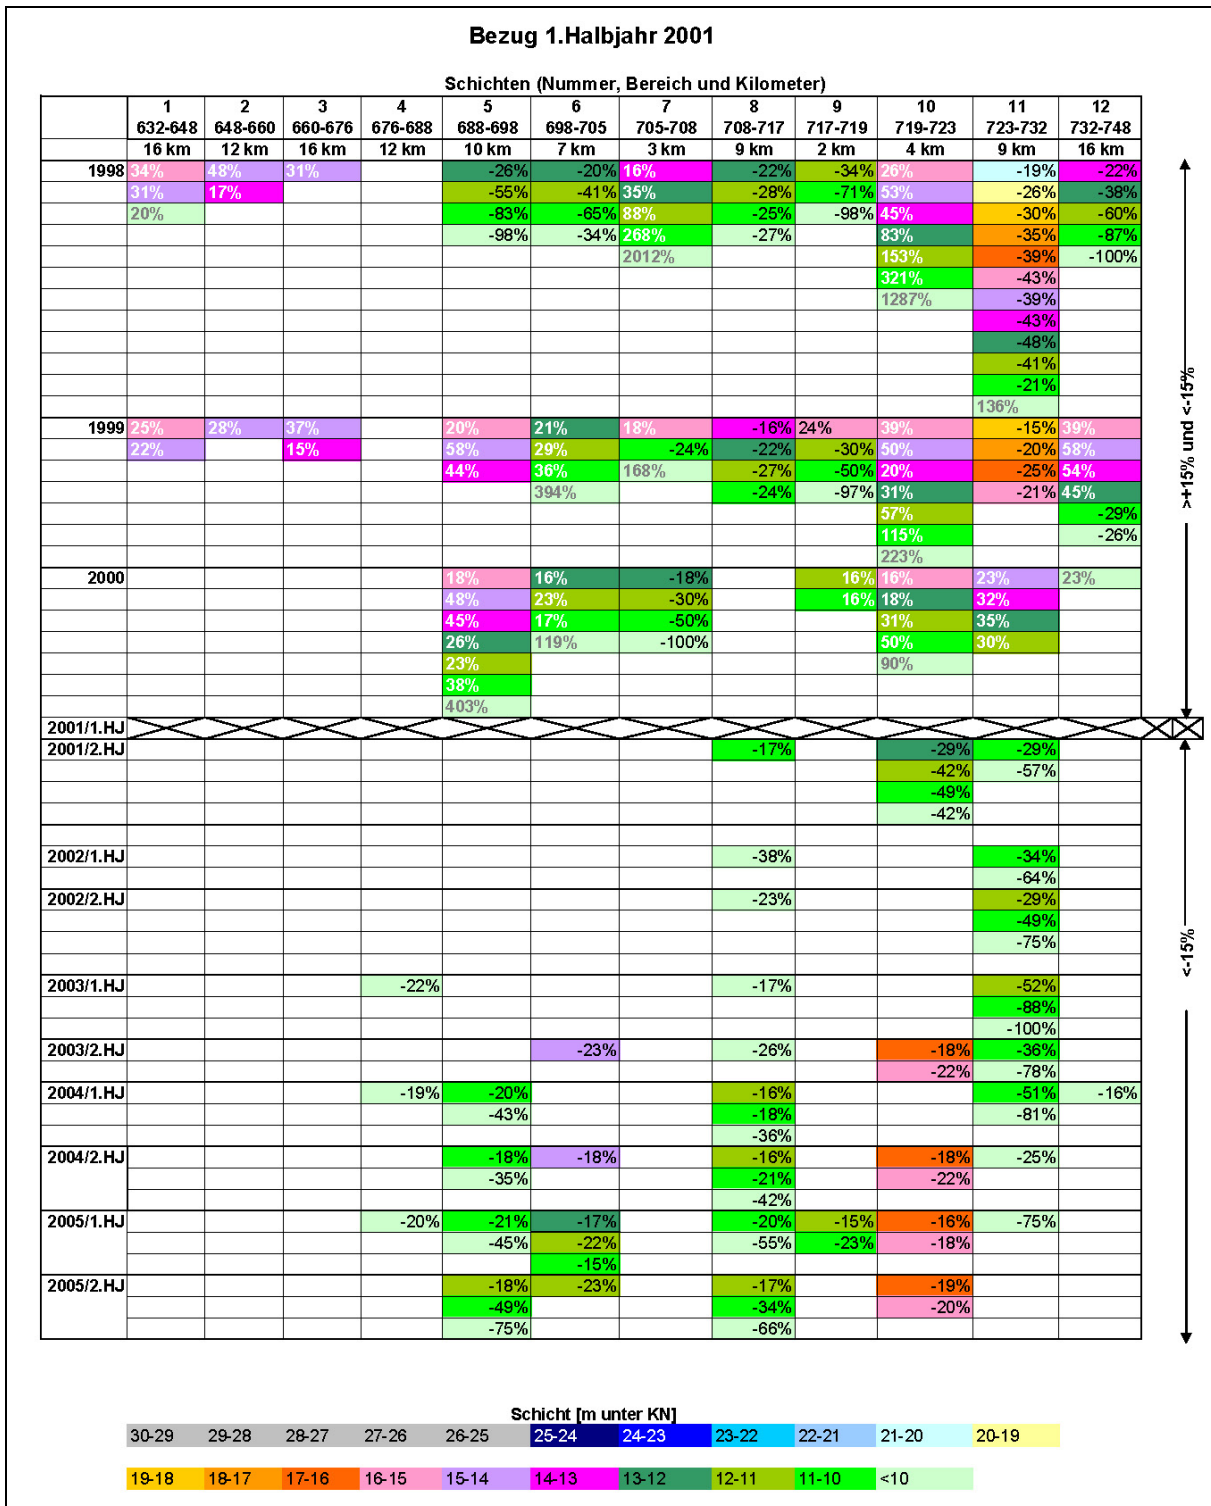 Bezug 1.Halbjahr 2001
Schichten (Nummer, Bereich und Kilometer)
1 2 3 4 5 6 7 8 9 10 11 12
632-648 648-660 660-676 676-688 688-698 698-705 705-708 708-717 717-719 719-723 723-732 732-748
16 km 12 km 16 km 12 km 10 km 7 km 3 km 9 km 2 km 4 km 9 km 16 km
1998 34% 48% 31% -26% -20% 16% -22% -34% 26% -19% -22%
31% 17% -55% -41% 35% -28% -71% 53% -26% -38%
20% -83% -65% 88% -25% -98% 45% -30% -60%
-98% -34% 268% -27% 83% -35% -87%
2012% 153% -39% -100%
321% -43%
1287% -39%
-43%
-48%
-41%
-21%
136%
1999 25% 28% 37% 20% 21% 18% -16% 24% 39% -15% 39%
22% 15% 58% 29% -24% -22% -30% 50% -20% 58%
44% 36% 168% -27% -50% 20% -25% 54%
394% -24% -97% 31% -21% 45%
57% -29%
115% -26%
223%
2000 18% 16% -18% 16% 16% 23% 23%
48% 23% -30% 16% 18% 32%
45% 17% -50% 31% 35%
26% 119% -100% 50% 30%
23% 90%
38%
403%
>+15% und <-15%
2001/1.HJ
2001/2.HJ -17% -29% -29%
-42% -57%
-49%
-42%
2002/1.HJ -38% -34%
-64%
2002/2.HJ -23% -29%
-49%
-75%
2003/1.HJ -22% -17% -52%
-88%
-100%
2003/2.HJ -23% -26% -18% -36%
-22% -78%
2004/1.HJ -19% -20% -16% -51% -16%
-43% -18% -81%
-36%
2004/2.HJ -18% -18% -16% -18% -25%
-35% -21% -22%
-42%
2005/1.HJ -20% -21% -17% -20% -15% -16% -75%
-45% -22% -55% -23% -18%
-15%
2005/2.HJ -18% -23% -17% -19%
-49% -34% -20%
-75% -66%
<-15%
Schicht [m unter KN]
30-29 29-28 28-27 27-26 26-25 25-24 24-23 23-22 22-21 21-20 20-19
19-18 18-17 17-16 16-15 15-14 14-13 13-12 12-11 11-10 <10